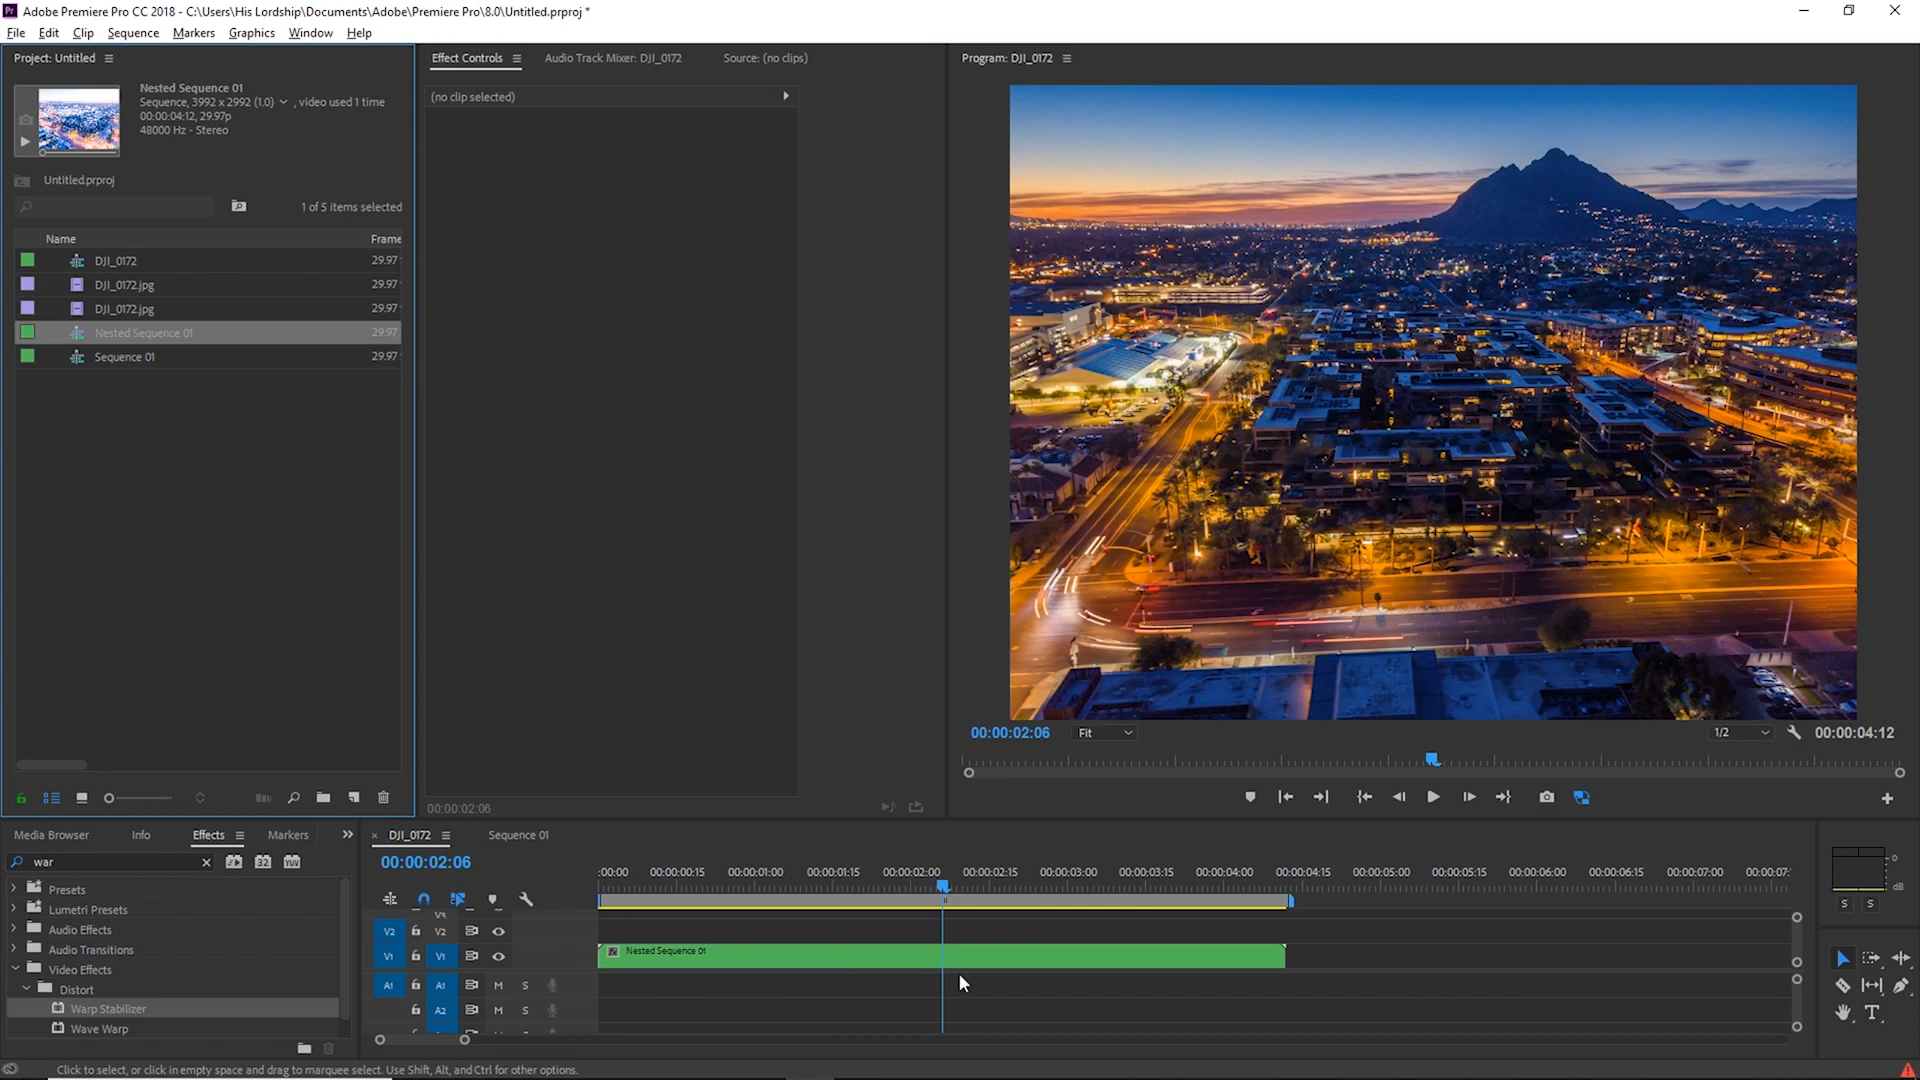 Adobe Premiere Pro CC 2018 - C:\Users\His Lordship\Documents\Adobe\Premiere Pro\8.0\Untitled.prproj *
File Edit Clip Sequence Markers Graphics Window Help
Project: Untitled
Nested Sequence 01
Sequence, 3992 x 2992 (1.0) , video used 1 time
00:00:04:12, 29.97p
48000 Hz - Stereo
Untitled.prproj
1 of 5 items selected
Name Frame
DJI_0172 29.97
DJI_0172.jpg 29.97
DJI_0172.jpg 29.97
Nested Sequence 01 29.97
Sequence 01 29.97
Effect Controls Audio Track Mixer: DJI_0172 Source: (no clips)
(no clip selected)
00:00:02:06
Program: DJI_0172
00:00:02:06 Fit 1/2 00:00:04:12
Media Browser Info Effects Markers
war 32 YUV
Presets
Lumetri Presets
Audio Effects
Audio Transitions
Video Effects
Distort
Warp Stabilizer
Wave Warp
DJI_0172 Sequence 01
00:00:02:06
:00:00 00:00:00:15 00:00:01:00 00:00:01:15 00:00:02:00 00:00:02:15 00:00:03:00 00:00:03:15 00:00:04:00 00:00:04:15 00:00:05:00 00:00:05:15 00:00:06:00 00:00:06:15 00:00:07:00 00:00:07:
V2 V2
V1 V1 fx Nested Sequence 01
A1 A1 M S
A2 M S
0
dB
S S
Click to select, or click in empty space and drag to marquee select. Use Shift, Alt, and Ctrl for other options.